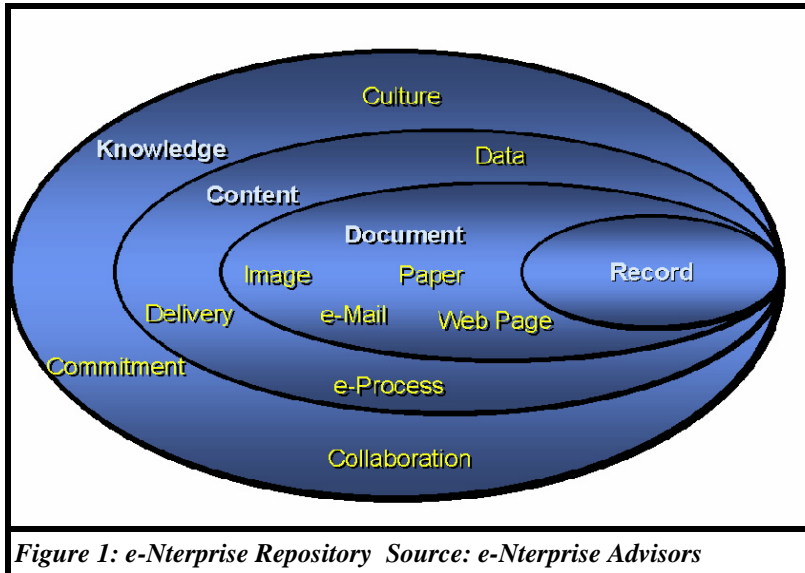 Culture
Knowledge
Data
Content
Document
Image
Paper
Record
Delivery
e-Mail
Web Page
Commitment
e-Process
Collaboration
Figure 1: e-Nterprise Repository Source: e-Nterprise Advisors